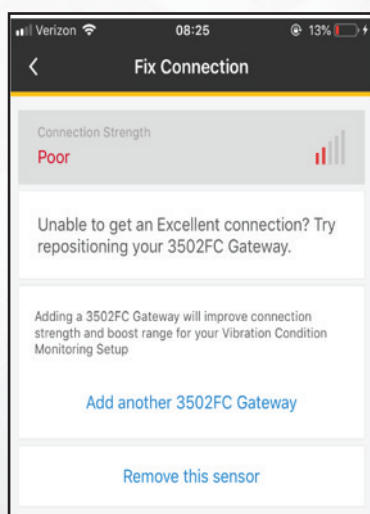 Verizon 08:25 13%
Fix Connection
Connection Strength
Poor
Unable to get an Excellent connection? Try
repositioning your 3502FC Gateway.
Adding a 3502FC Gateway will improve connection
strength and boost range for your Vibration Condition
Monitoring Setup
Add another 3502FC Gateway
Remove this sensor